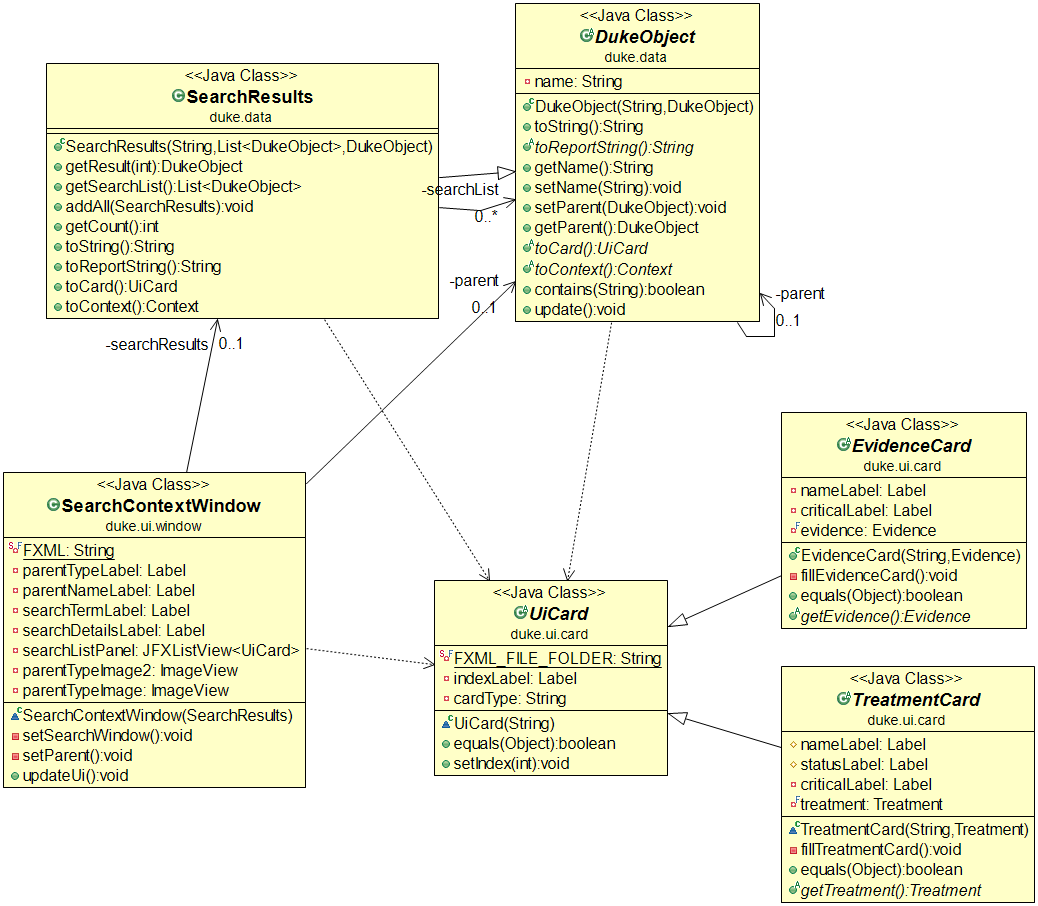 <<Java Class>>
DukeObject
duke.data
name: String
DukeObject(String,DukeObject)
toString():String
toReportString():String
getName():String
setName(String):void
setParent(DukeObject):void
getParent():DukeObject
toCard():UiCard
toContext():Context
contains(String):boolean
update():void
<<Java Class>>
SearchResults
duke.data
SearchResults(String,List<DukeObject>,DukeObject)
getResult(int):DukeObject
getSearchList():List<DukeObject>
addAll(SearchResults):void
getCount():int
toString():String
toReportString():String
toCard():UiCard
toContext():Context
-searchList
0..*
-parent
0..1
-parent
0..1
-searchResults
0..1
<<Java Class>>
SearchContextWindow
duke.ui.window
FXML: String
parentTypeLabel: Label
parentNameLabel: Label
searchTermLabel: Label
searchDetailsLabel: Label
searchListPanel: JFXListView<UiCard>
parentTypeImage2: ImageView
parentTypeImage: ImageView
SearchContextWindow(SearchResults)
setSearchWindow():void
setParent():void
updateUi():void
<<Java Class>>
UiCard
duke.ui.card
FXML_FILE_FOLDER: String
indexLabel: Label
cardType: String
UiCard(String)
equals(Object):boolean
setIndex(int):void
<<Java Class>>
EvidenceCard
duke.ui.card
nameLabel: Label
criticalLabel: Label
evidence: Evidence
EvidenceCard(String,Evidence)
fillEvidenceCard():void
equals(Object):boolean
getEvidence():Evidence
<<Java Class>>
TreatmentCard
duke.ui.card
nameLabel: Label
statusLabel: Label
criticalLabel: Label
treatment: Treatment
TreatmentCard(String,Treatment)
fillTreatmentCard():void
equals(Object):boolean
getTreatment():Treatment